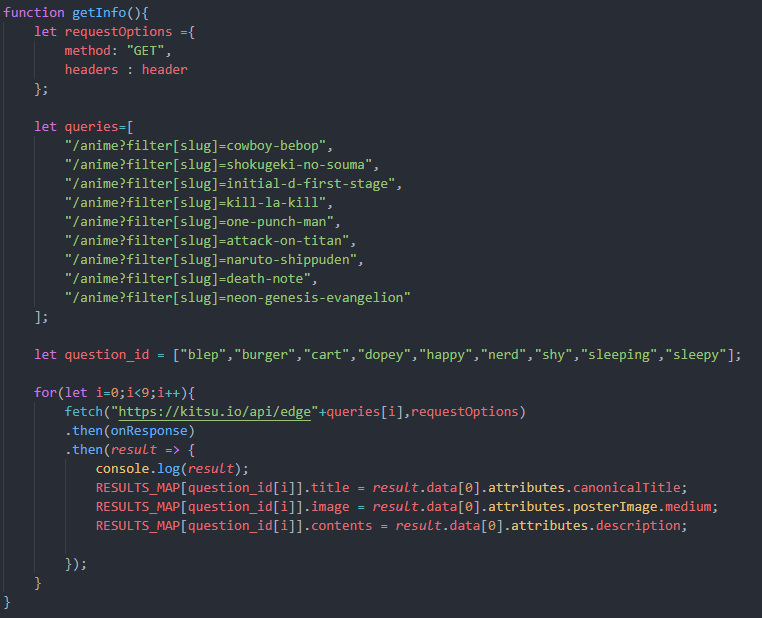 function getInfo(){
    let requestOptions ={
        method: "GET",
        headers : header
    };

    let queries=[
        "/anime?filter[slug]=cowboy-bebop",
        "/anime?filter[slug]=shokugeki-no-souma",
        "/anime?filter[slug]=initial-d-first-stage",
        "/anime?filter[slug]=kill-la-kill",
        "/anime?filter[slug]=one-punch-man",
        "/anime?filter[slug]=attack-on-titan",
        "/anime?filter[slug]=naruto-shippuden",
        "/anime?filter[slug]=death-note",
        "/anime?filter[slug]=neon-genesis-evangelion"
    ];

    let question_id = ["blep","burger","cart","dopey","happy","nerd","shy","sleeping","sleepy"];

    for(let i=0;i<9;i++){
        fetch("https://kitsu.io/api/edge"+queries[i],requestOptions)
        .then(onResponse)
        .then(result => {
            console.log(result);
            RESULTS_MAP[question_id[i]].title = result.data[0].attributes.canonicalTitle;
            RESULTS_MAP[question_id[i]].image = result.data[0].attributes.posterImage.medium;
            RESULTS_MAP[question_id[i]].contents = result.data[0].attributes.description;

        });
    }
}